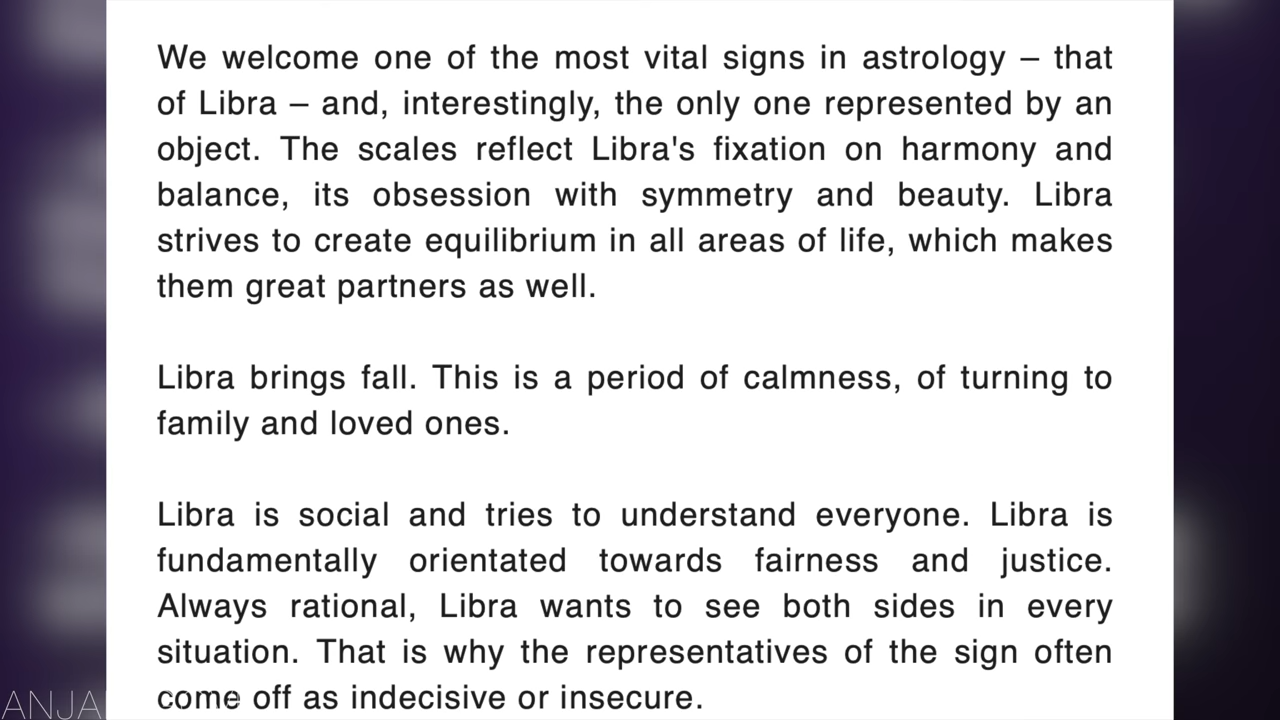 We welcome one of the most vital signs in astrology – that
of Libra – and, interestingly, the only one represented by an
object. The scales reflect Libra's fixation on harmony and
balance, its obsession with symmetry and beauty. Libra
strives to create equilibrium in all areas of life, which makes
them great partners as well.
Libra brings fall. This is a period of calmness, of turning to
family and loved ones.
Libra is social and tries to understand everyone. Libra is
fundamentally orientated towards fairness and justice.
Always rational, Libra wants to see both sides in every
situation. That is why the representatives of the sign often
come off as indecisive or insecure.